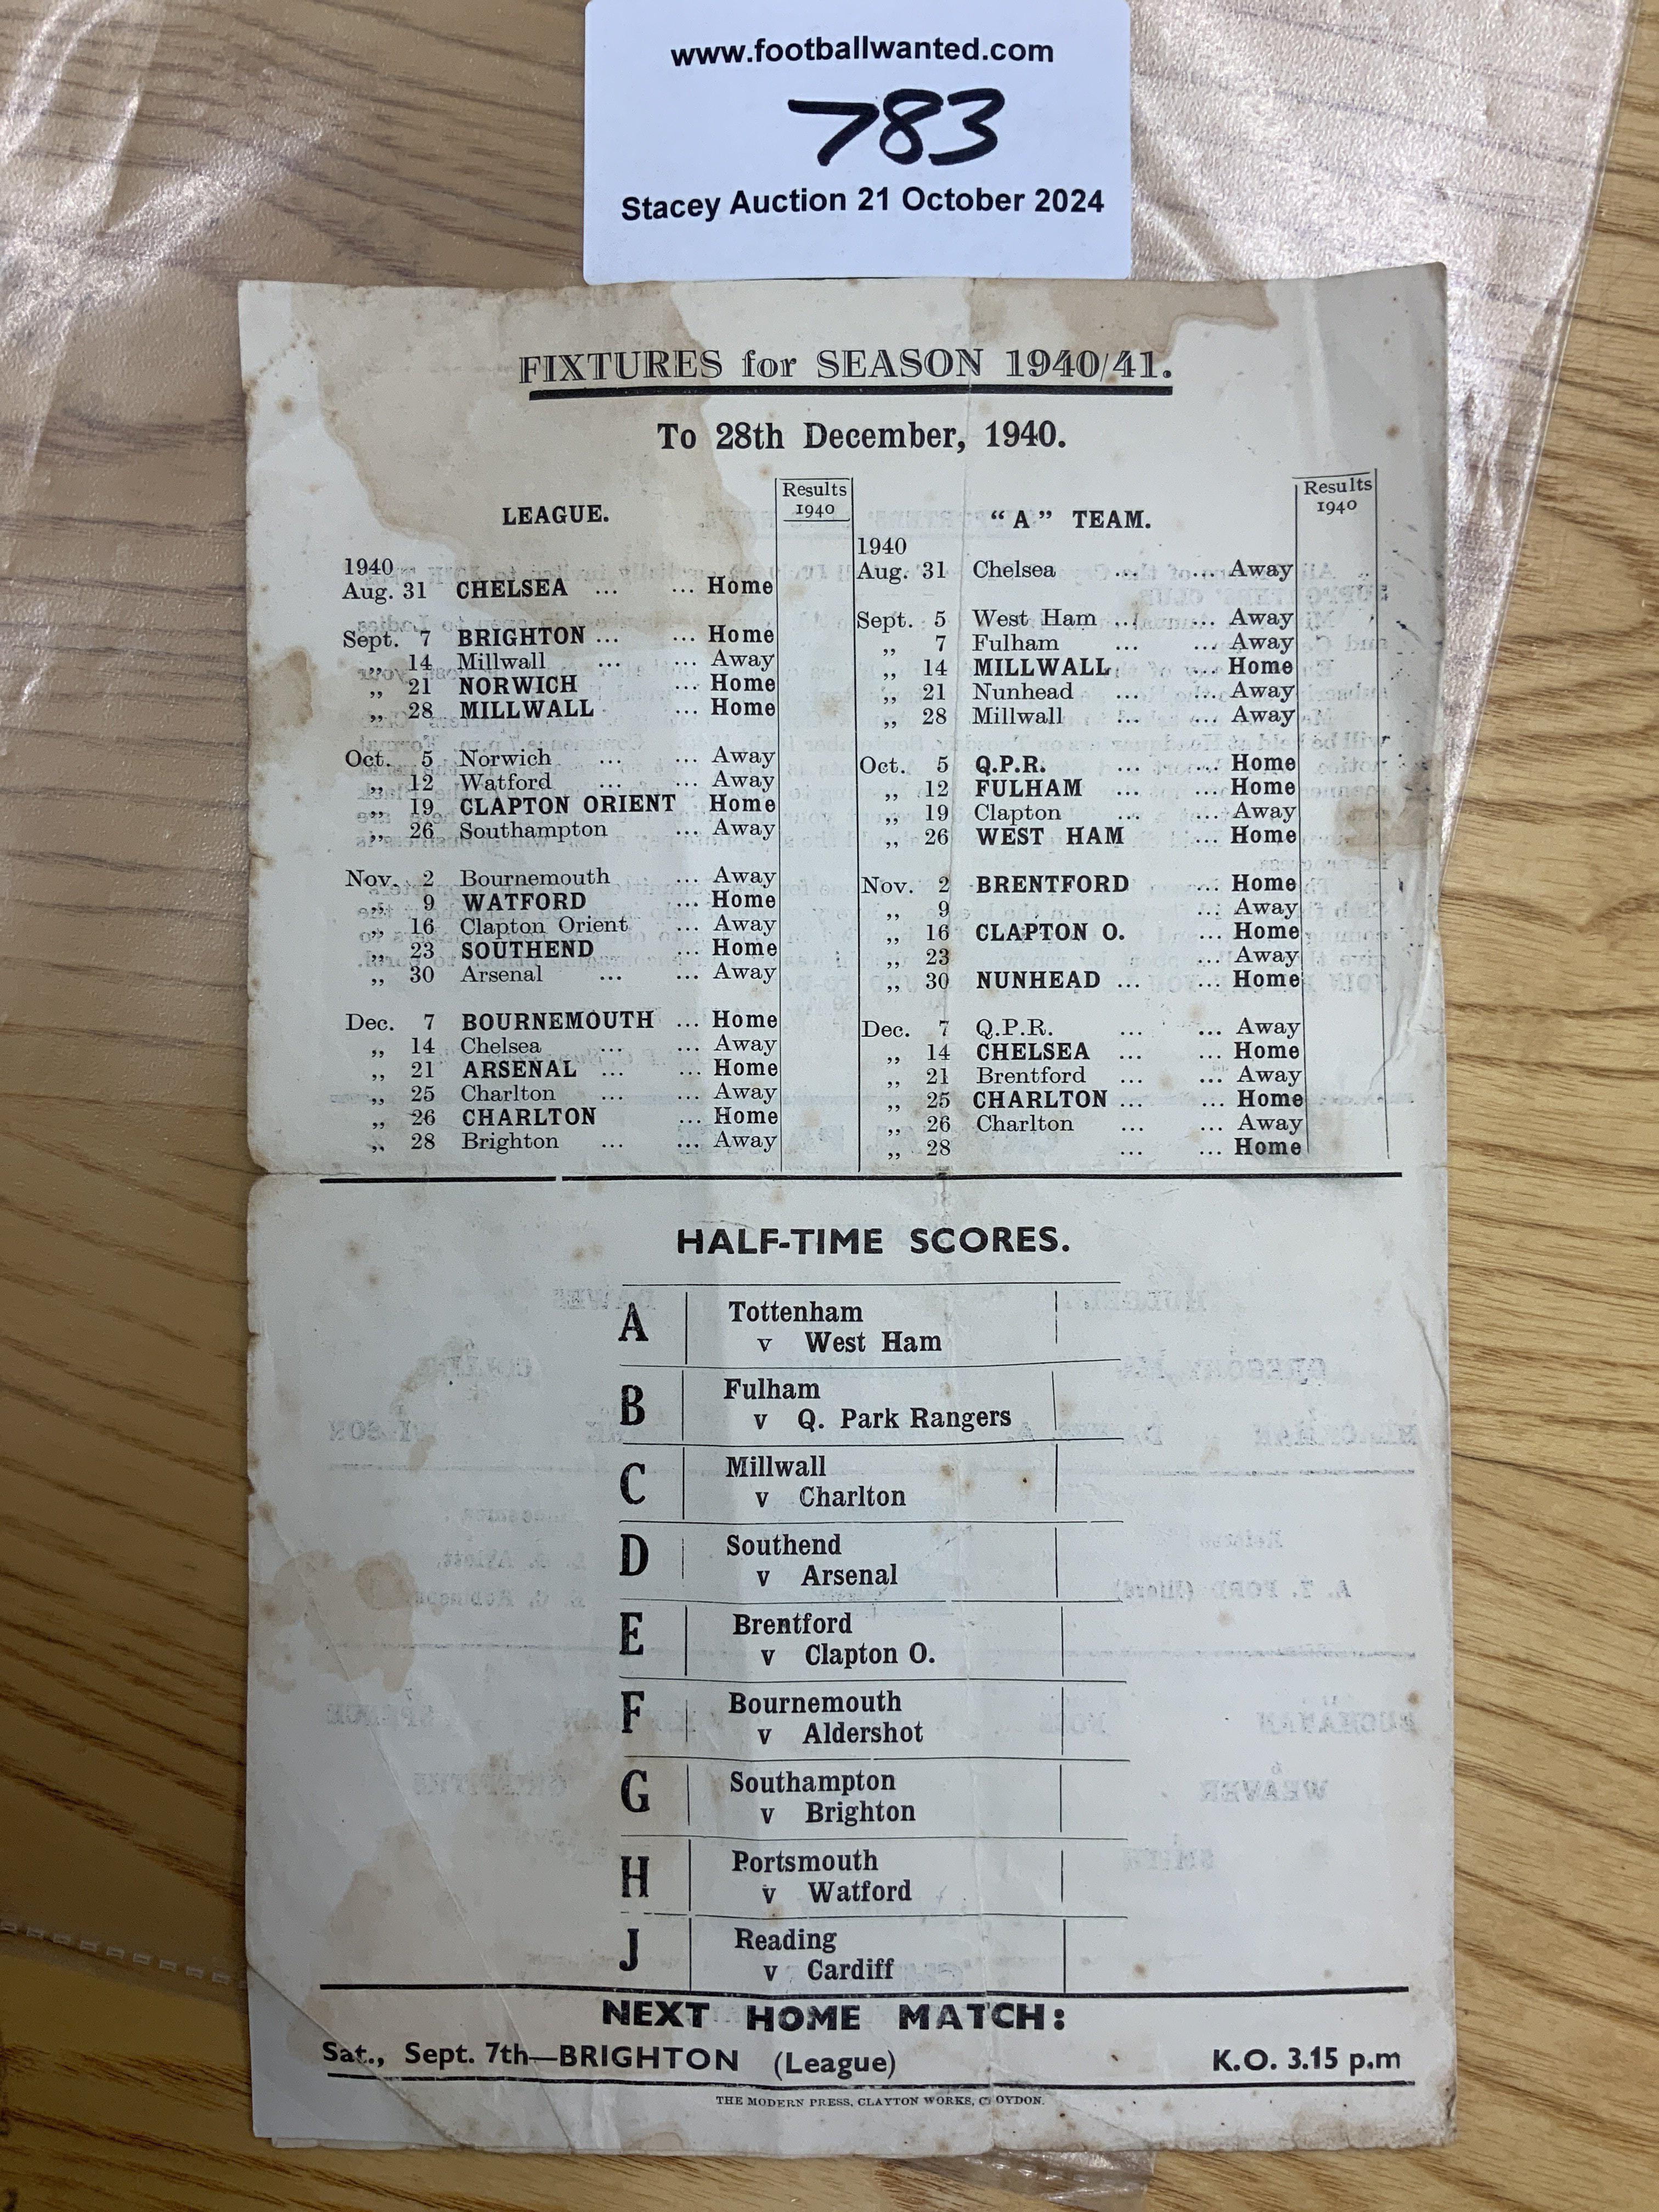 www.footballwanted.com
783
Stacey Auction 21 October 2024
FIXTURES for SEASON 1940/41.
To 28th December, 1940.
LEAGUE.
Results
1940
1940
Aug. 31 CHELSEA ... ... Home
Sept. 7 BRIGHTON ... ... Home
,, 14 Millwall ... ... Away
,, 21 NORWICH ... Home
,, 28 MILLWALL ... Home
Oct. 5 Norwich ... ... Away
,, 12 Watford ... ... Away
,, 19 CLAPTON ORIENT Home
,, 26 Southampton ... Away
Nov. 2 Bournemouth ... Away
,, 9 WATFORD ... Home
,, 16 Clapton Orient ... Away
,, 23 SOUTHEND ... Home
,, 30 Arsenal ... ... Away
Dec. 7 BOURNEMOUTH ... Home
,, 14 Chelsea ... ... Away
,, 21 ARSENAL ... ... Home
,, 25 Charlton ... ... Away
,, 26 CHARLTON ... Home
,, 28 Brighton ... ... Away
"A" TEAM.
Results
1940
1940
Aug. 31 Chelsea ... ... Away
Sept. 5 West Ham ... ... Away
,, 7 Fulham ... ... Away
,, 14 MILLWALL ... Home
,, 21 Nunhead ... ... Away
,, 28 Millwall ... ... Away
Oct. 5 Q.P.R. ... ... Home
,, 12 FULHAM ... ... Home
,, 19 Clapton ... ... Away
,, 26 WEST HAM ... Home
Nov. 2 BRENTFORD ... Home
,, 9 ... Away
,, 16 CLAPTON O. ... Home
,, 23 ... Away
,, 30 NUNHEAD ... ... Home
Dec. 7 Q.P.R. ... ... Away
,, 14 CHELSEA ... ... Home
,, 21 Brentford ... ... Away
,, 25 CHARLTON ... ... Home
,, 26 Charlton ... ... Away
,, 28 ... ... Home
HALF-TIME SCORES.
A Tottenham
v West Ham
B Fulham
v Q. Park Rangers
C Millwall
v Charlton
D Southend
v Arsenal
E Brentford
v Clapton O.
F Bournemouth
v Aldershot
G Southampton
v Brighton
H Portsmouth
v Watford
J Reading
v Cardiff
NEXT HOME MATCH:
Sat., Sept. 7th—BRIGHTON (League) K.O. 3.15 p.m
THE MODERN PRESS, CLAYTON WORKS, C OYDON.